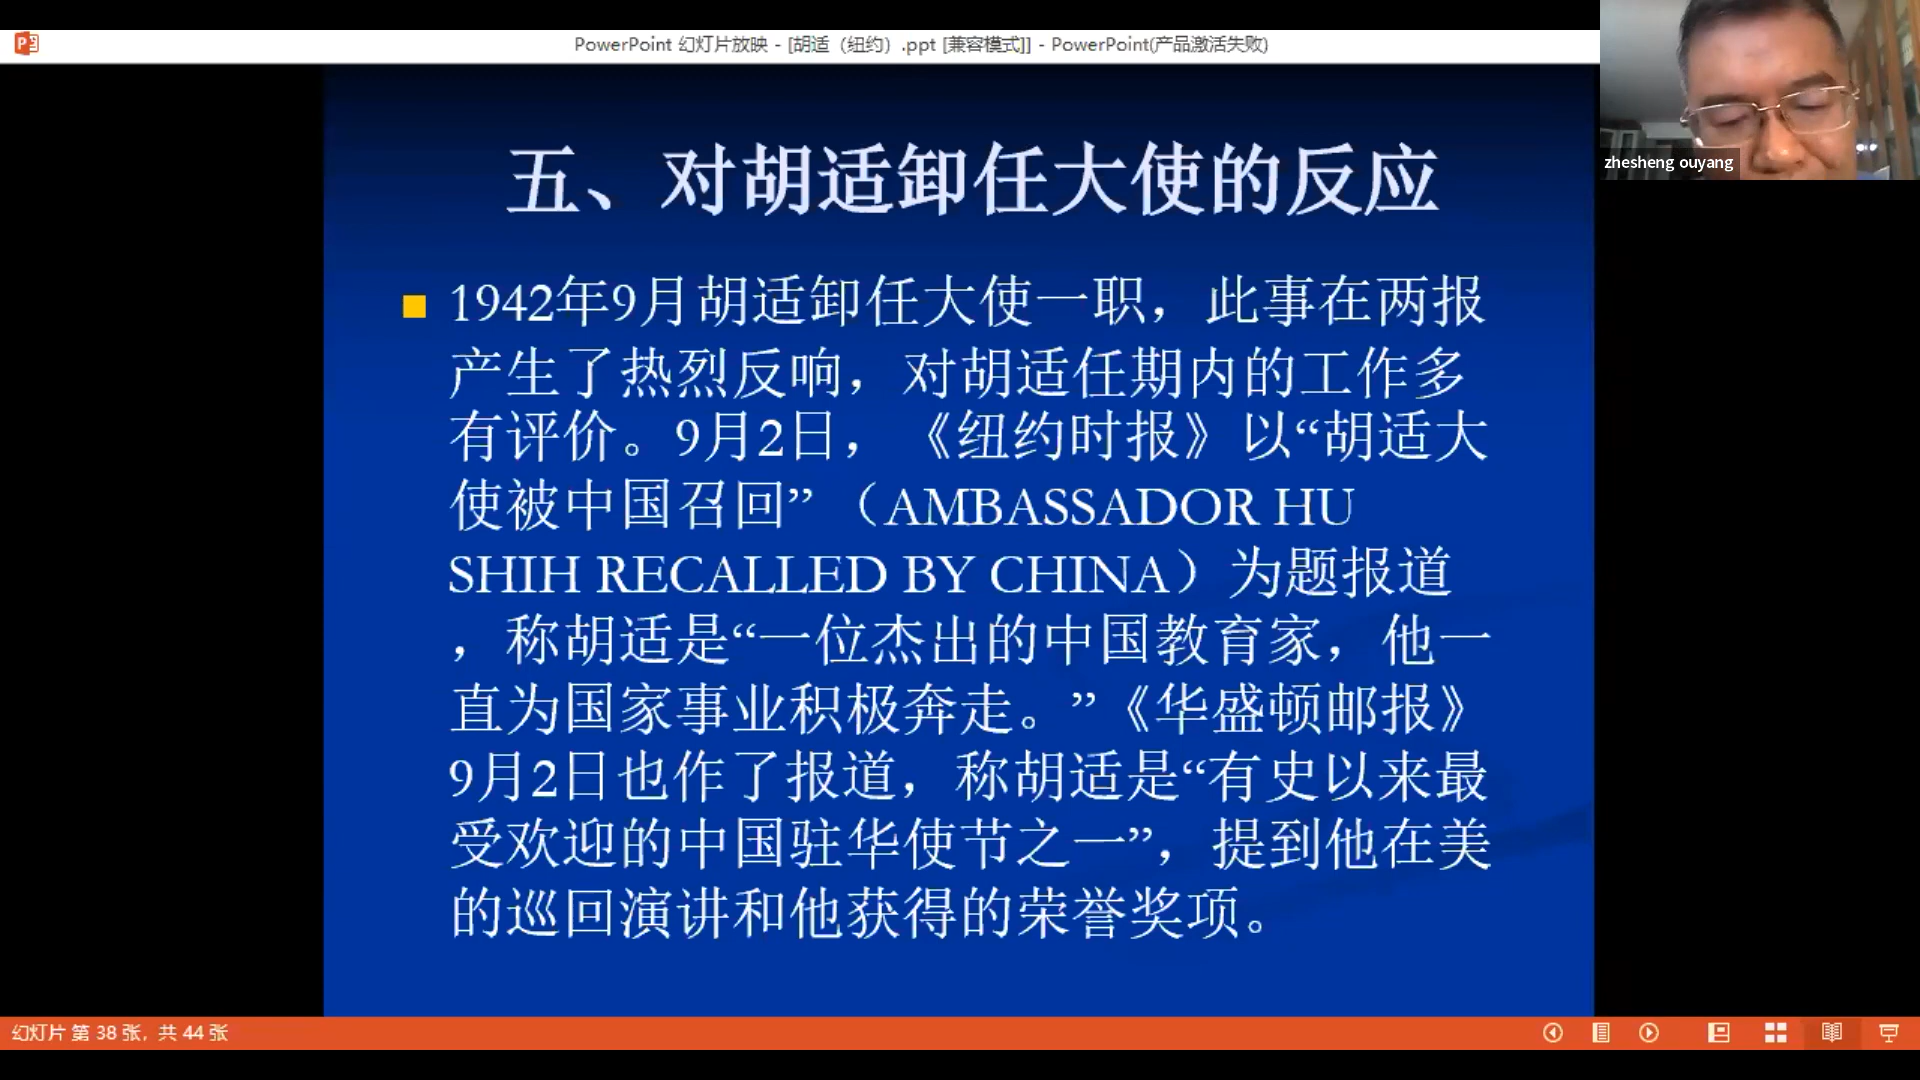 PowerPoint 幻灯片放映 - [胡适（纽约）.ppt [兼容模式]] - PowerPoint(产品激活失败)
zhesheng ouyang
五、对胡适卸任大使的反应
1942年9月胡适卸任大使一职，此事在两报
产生了热烈反响，对胡适任期内的工作多
有评价。9月2日，《纽约时报》以“胡适大
使被中国召回”（AMBASSADOR HU
SHIH RECALLED BY CHINA）为题报道
，称胡适是“一位杰出的中国教育家，他一
直为国家事业积极奔走。”《华盛顿邮报》
9月2日也作了报道，称胡适是“有史以来最
受欢迎的中国驻华使节之一”，提到他在美
的巡回演讲和他获得的荣誉奖项。
幻灯片 第 38 张，共 44 张